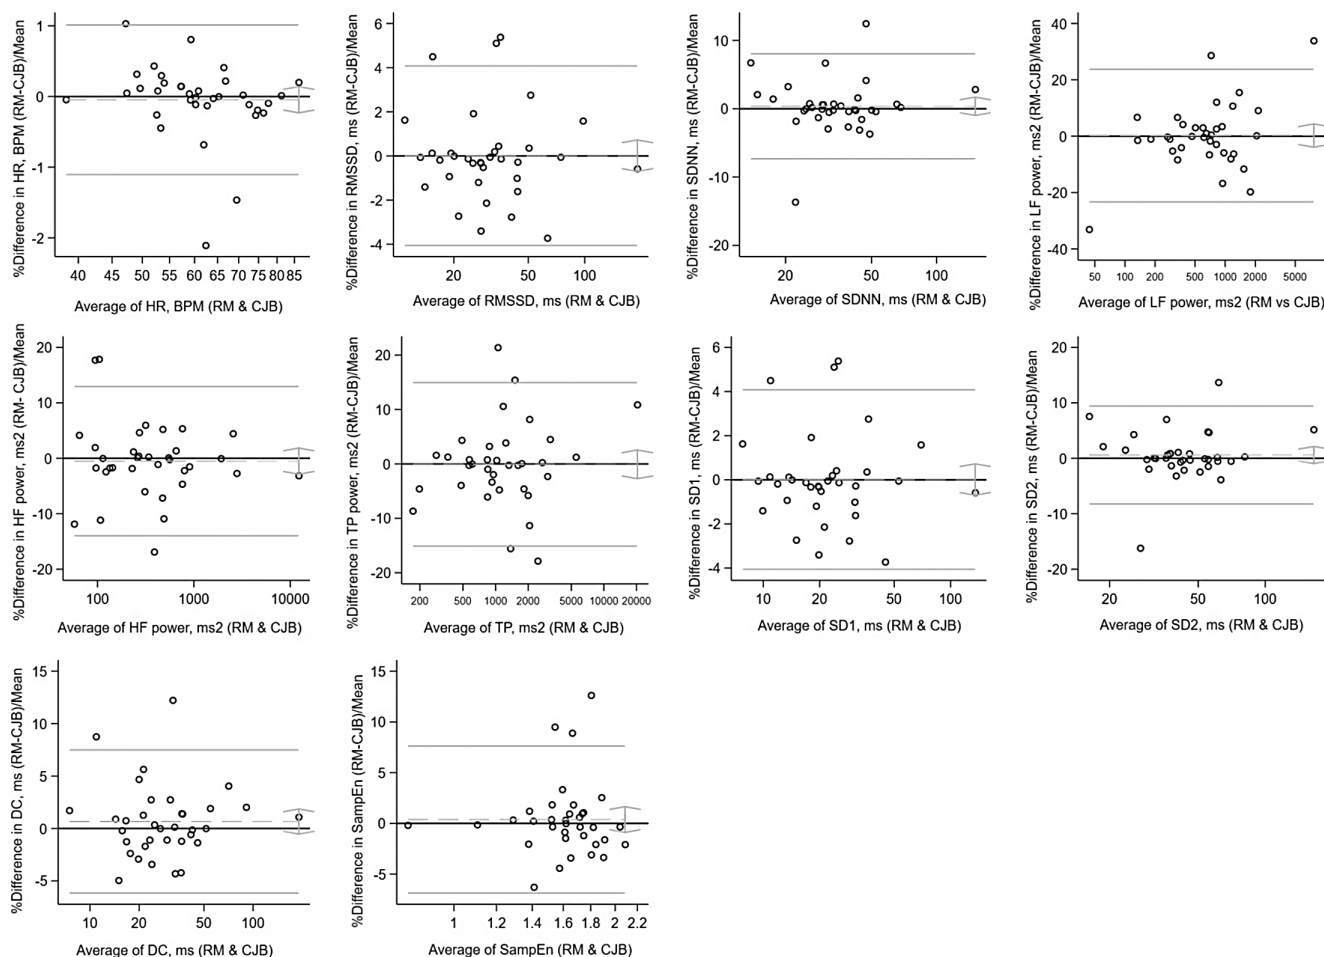 %Difference in HR, BPM (RM-CJB)/Mean
1
0
-1
-2
40 45 50 55 60 65 70 75 80 85
Average of HR, BPM (RM & CJB)
%Difference in RMSSD, ms (RM-CJB)/Mean
6
4
2
0
-2
-4
20 50 100
Average of RMSSD, ms (RM & CJB)
%Difference in SDNN, ms (RM-CJB)/Mean
10
0
-10
-20
20 50 100
Average of SDNN, ms (RM & CJB)
%Difference in LF power, ms2 (RM-CJB)/Mean
40
20
0
-20
-40
50 100 200 500 1000 2000 5000
Average of LF power, ms2 (RM vs CJB)
%Difference in HF power, ms2 (RM- CJB)/Mean
20
10
0
-10
-20
100 1000 10000
Average of HF power, ms2 (RM & CJB)
%Difference in TP power, ms2 (RM-CJB)/Mean
20
10
0
-10
-20
200 500 1000 2000 5000 10000 20000
Average of TP, ms2 (RM & CJB)
%Difference in SD1, ms (RM-CJB)/Mean
6
4
2
0
-2
-4
10 20 50 100
Average of SD1, ms (RM & CJB)
%Difference in SD2, ms (RM-CJB)/Mean
20
10
0
-10
-20
20 50 100
Average of SD2, ms (RM & CJB)
%Difference in DC, ms (RM-CJB)/Mean
15
10
5
0
-5
10 20 50 100
Average of DC, ms (RM & CJB)
%Difference in SampEn (RM-CJB)/Mean
15
10
5
0
-5
1 1.2 1.4 1.6 1.8 2 2.2
Average of SampEn (RM & CJB)